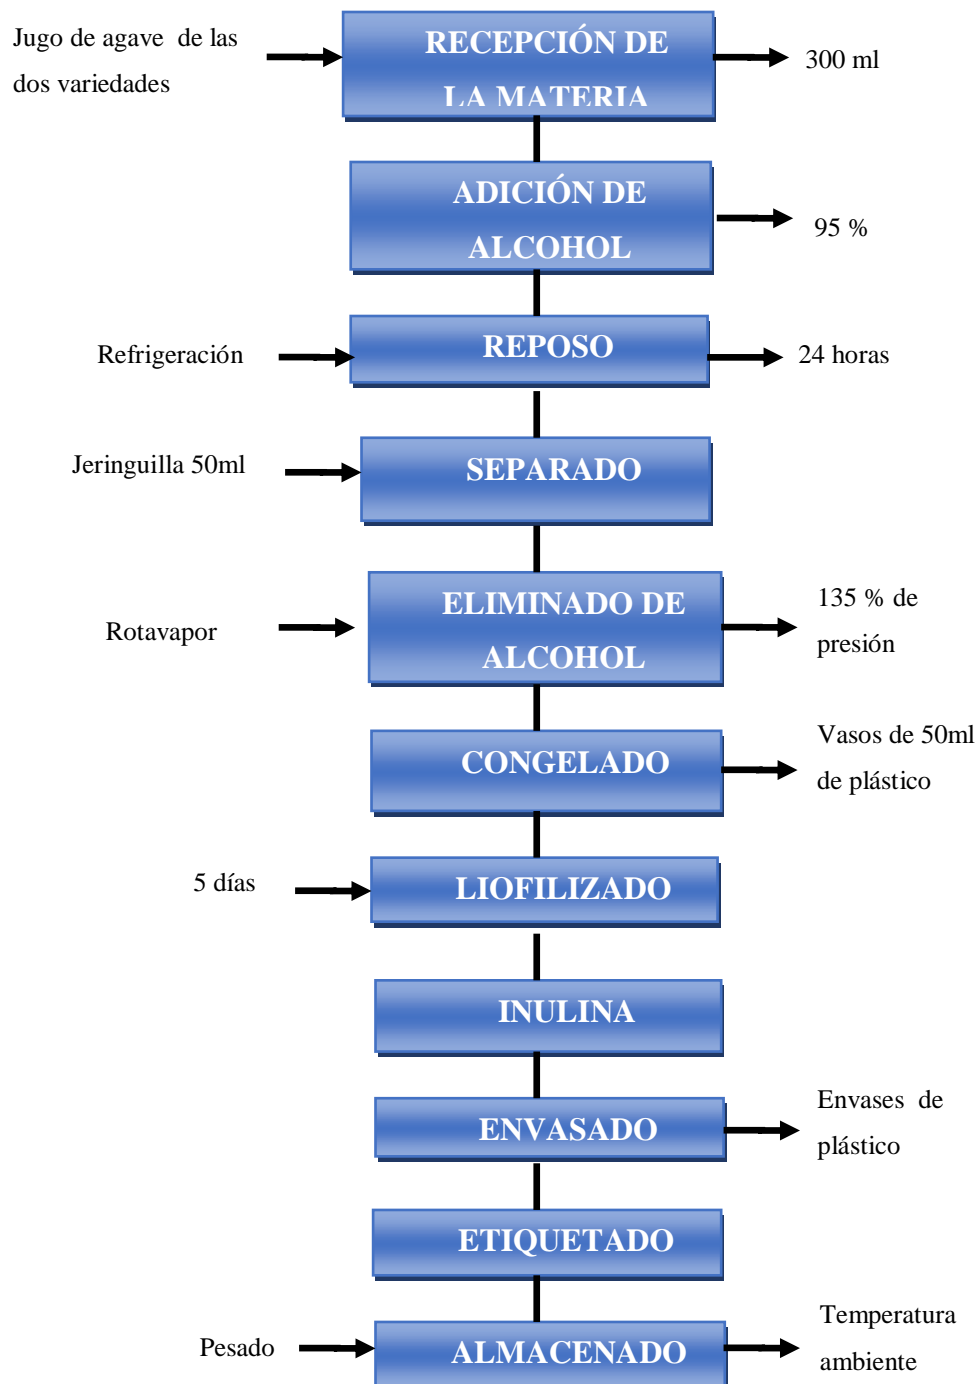 Jugo de agave de las
dos variedades
RECEPCIÓN DE
LA MATERIA
300 ml
ADICIÓN DE
ALCOHOL
95 %
Refrigeración
REPOSO
24 horas
Jeringuilla 50ml
SEPARADO
Rotavapor
ELIMINADO DE
ALCOHOL
135 % de
presión
CONGELADO
Vasos de 50ml
de plástico
5 días
LIOFILIZADO
INULINA
ENVASADO
Envases de
plástico
ETIQUETADO
Pesado
ALMACENADO
Temperatura
ambiente